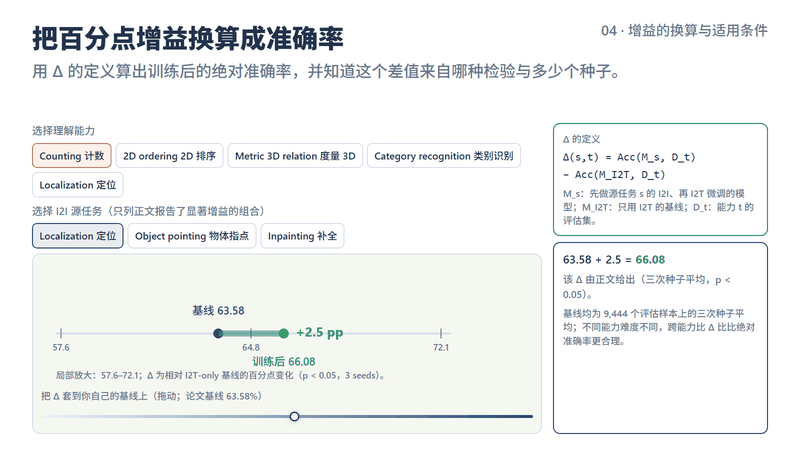 把百分点增益换算成准确率
04 · 增益的换算与适用条件
用 Δ 的定义算出训练后的绝对准确率，并知道这个差值来自哪种检验与多少个种子。
选择理解能力
Counting 计数
2D ordering 2D 排序
Metric 3D relation 度量 3D
Category recognition 类别识别
Localization 定位
选择 I2I 源任务（只列正文报告了显著增益的组合）
Localization 定位
Object pointing 物体指点
Inpainting 补全
基线 63.58
+2.5 pp
57.6
64.8
72.1
训练后 66.08
局部放大：57.6–72.1；Δ 为相对 I2T-only 基线的百分点变化（p < 0.05，3 seeds）。
把 Δ 套到你自己的基线上（拖动；论文基线 63.58%）
Δ 的定义
Δ(s,t) = Acc(M_s, D_t)
− Acc(M_I2T, D_t)
M_s：先做源任务 s 的 I2I、再 I2T 微调的模
型；M_I2T：只用 I2T 的基线；D_t：能力 t 的
评估集。
63.58 + 2.5 = 66.08
该 Δ 由正文给出（三次种子平均，p <
0.05）。
基线均为 9,444 个评估样本上的三次种子平
均；不同能力难度不同，跨能力比 Δ 比比绝对
准确率更合理。